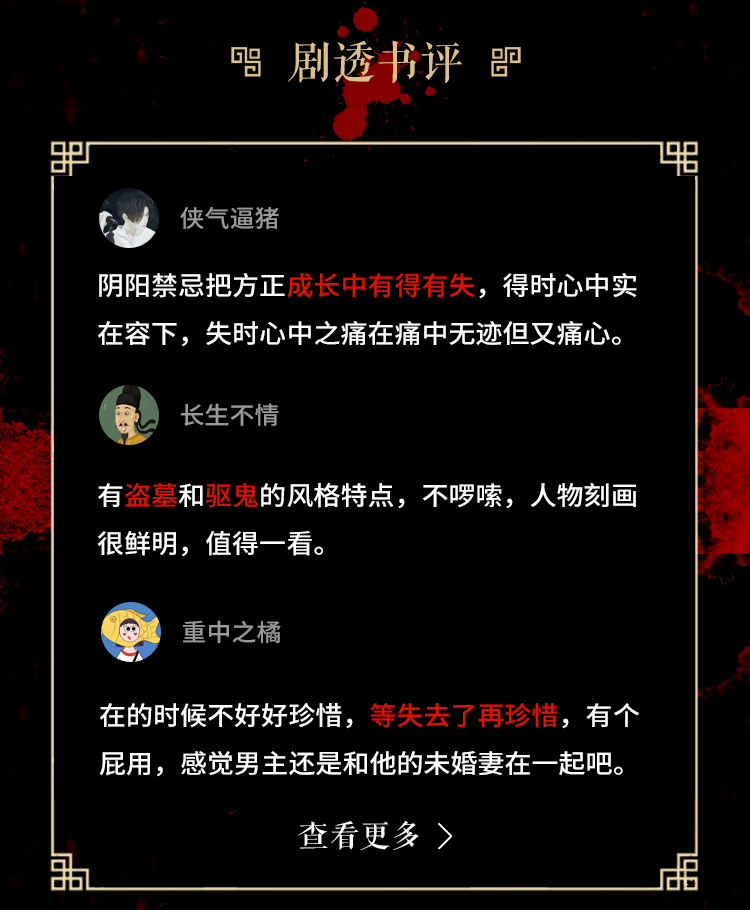 剧透书评
侠气逼猪
阴阳禁忌把方正成长中有得有失，得时心中实
在容下，失时心中之痛在痛中无迹但又痛心。
长生不情
有盗墓和驱鬼的风格特点，不啰嗦，人物刻画
很鲜明，值得一看。
重中之橘
在的时候不好好珍惜，等失去了再珍惜，有个
屁用，感觉男主还是和他的未婚妻在一起吧。
查看更多